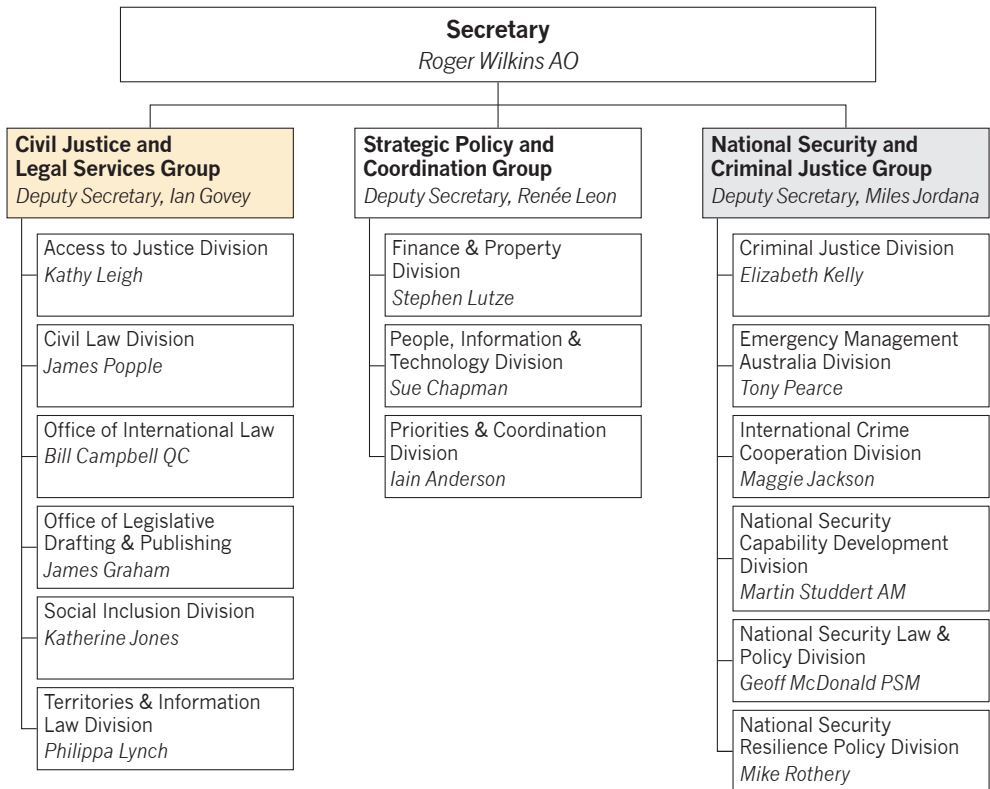 Secretary
Roger Wilkins AO
Civil Justice and
Legal Services Group
Deputy Secretary, Ian Govey
Access to Justice Division
Kathy Leigh
Civil Law Division
James Popple
Office of International Law
Bill Campbell QC
Office of Legislative
Drafting & Publishing
James Graham
Social Inclusion Division
Katherine Jones
Territories & Information
Law Division
Philippa Lynch
Strategic Policy and
Coordination Group
Deputy Secretary, Renée Leon
Finance & Property
Division
Stephen Lutze
People, Information &
Technology Division
Sue Chapman
Priorities & Coordination
Division
Iain Anderson
National Security and
Criminal Justice Group
Deputy Secretary, Miles Jordana
Criminal Justice Division
Elizabeth Kelly
Emergency Management
Australia Division
Tony Pearce
International Crime
Cooperation Division
Maggie Jackson
National Security
Capability Development
Division
Martin Studdert AM
National Security Law &
Policy Division
Geoff McDonald PSM
National Security
Resilience Policy Division
Mike Rothery